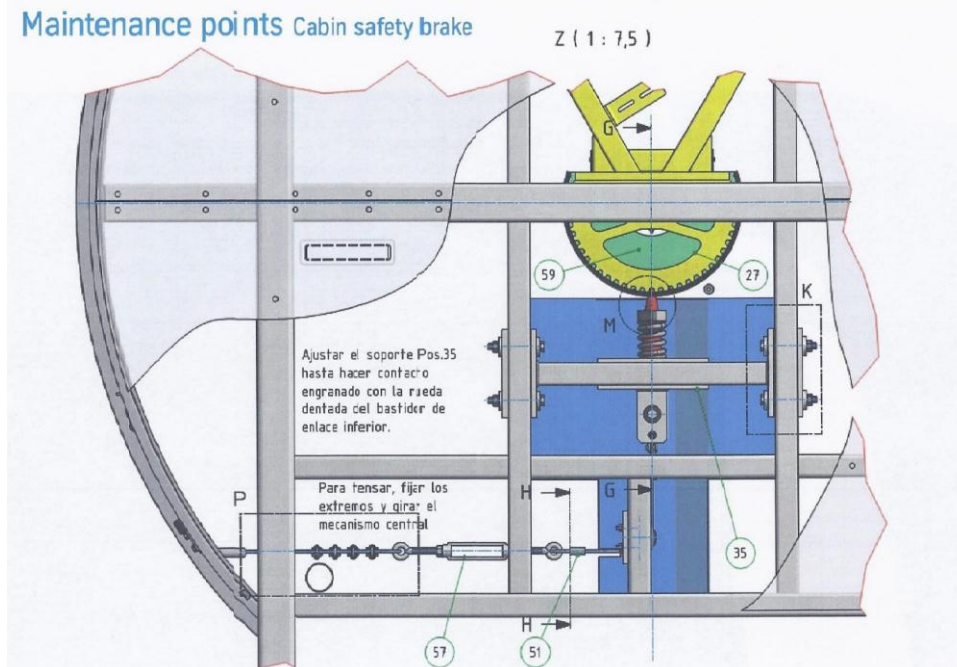 Maintenance points Cabin safety brake
Z ( 1 : 7,5 )
G
59
27
K
M
Ajustar el soporte Pos.35
hasta hacer contacto
engranado con la rueda
dentada del bastidor de
enlace inferior.
P
Para tensar, fijar los
extremos y girar el
mecanismo central
H
G
35
H
57
51